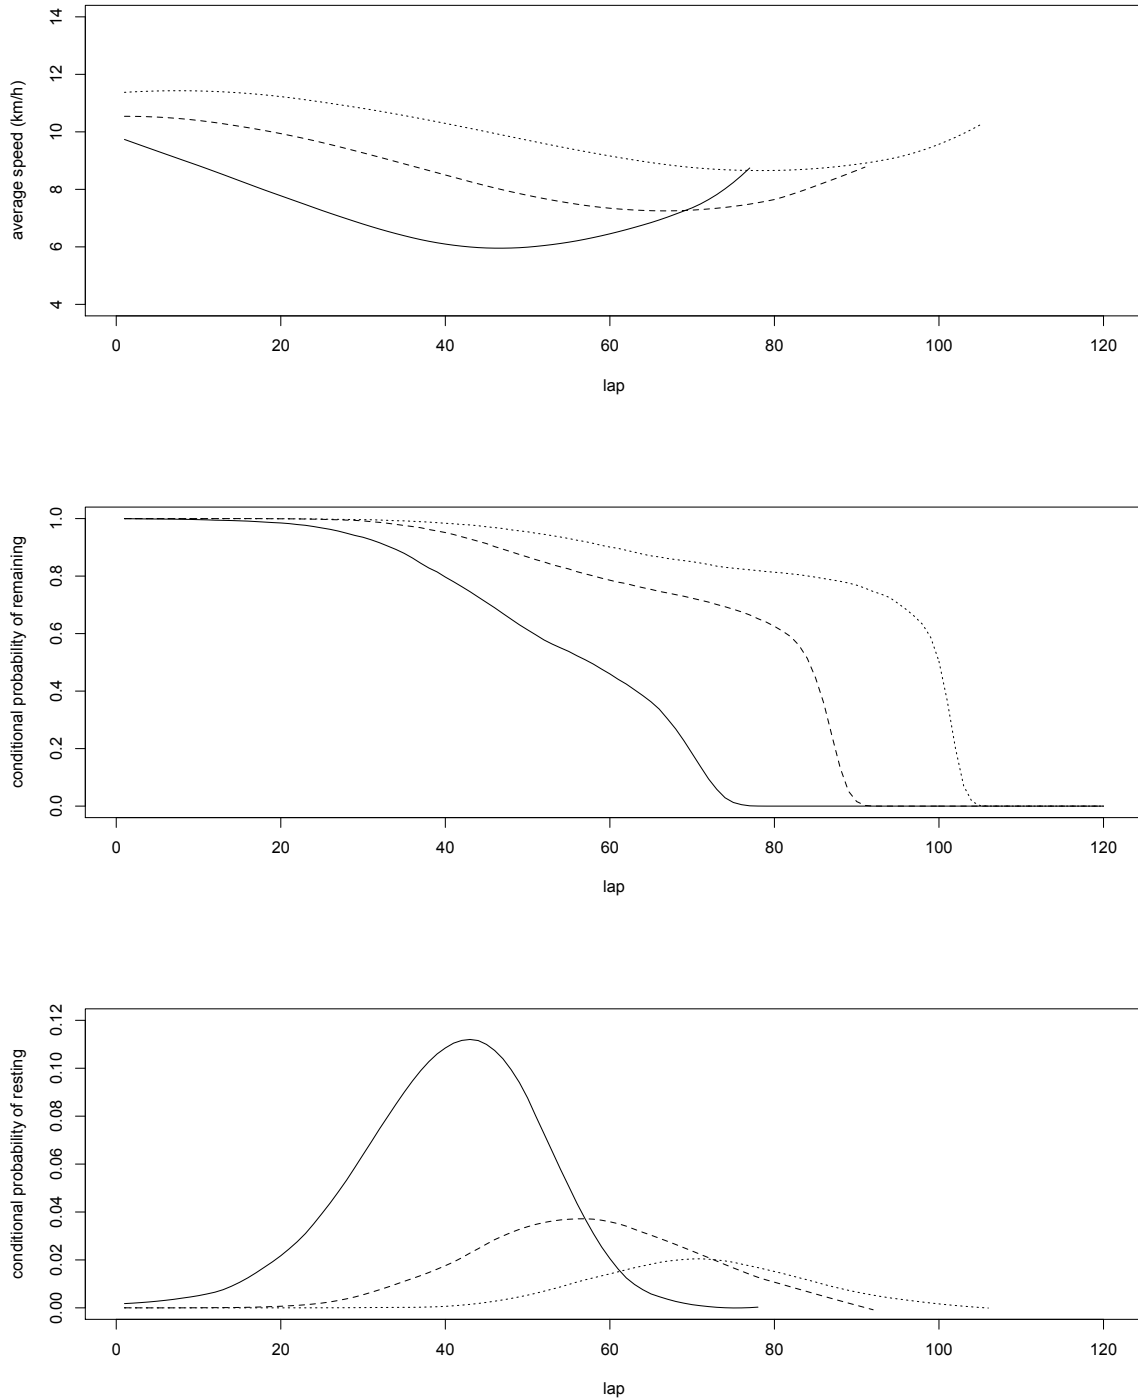 14
12
10
8
6
4
average speed (km/h)
0 20 40 60 80 100 120
lap
1.0
0.8
0.6
0.4
0.2
0.0
conditional probability of remaining
0 20 40 60 80 100 120
lap
0.12
0.10
0.08
0.06
0.04
0.02
0.00
conditional probability of resting
0 20 40 60 80 100 120
lap